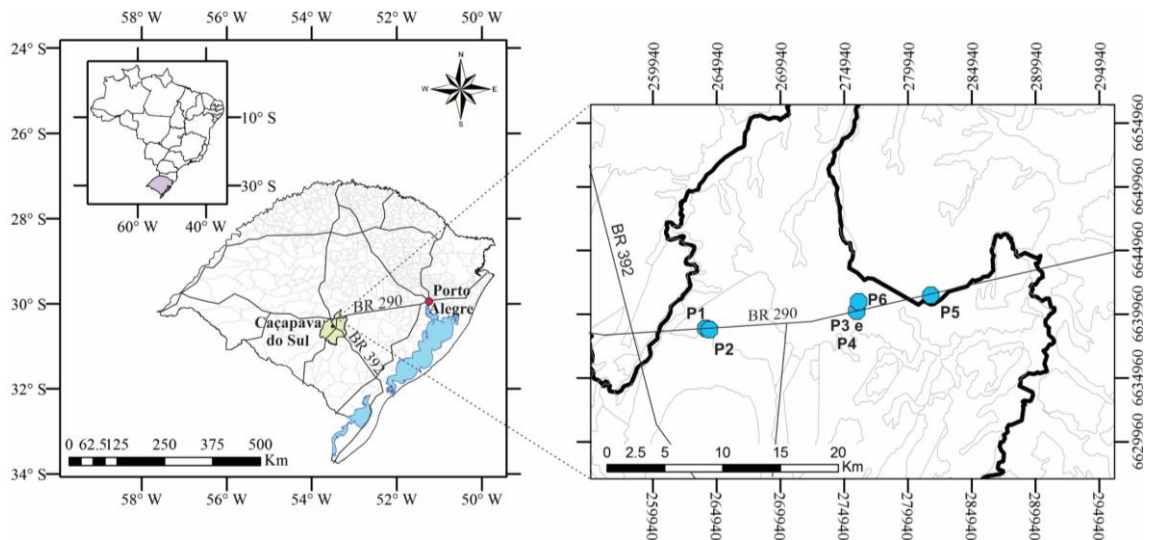 58° W 56° W 54° W 52° W 50° W
24° S
26° S
28° S
30° S
32° S
34° S
10° S
30° S
60° W 40° W
N
W E
S
BR 290
Porto
Alegre
Caçapava
do Sul
BR 392
0 62.5 125 250 375 500
Km
58° W 56° W 54° W 52° W 50° W
259940 264940 269940 274940 279940 284940 289940 294940
6654960
6649960
6644960
6639960
6634960
6629960
BR 392
BR 290
P1
P2
P6
P3 e
P4
P5
0 2.5 5 10 15 20
Km
259940 264940 269940 274940 279940 284940 289940 294940